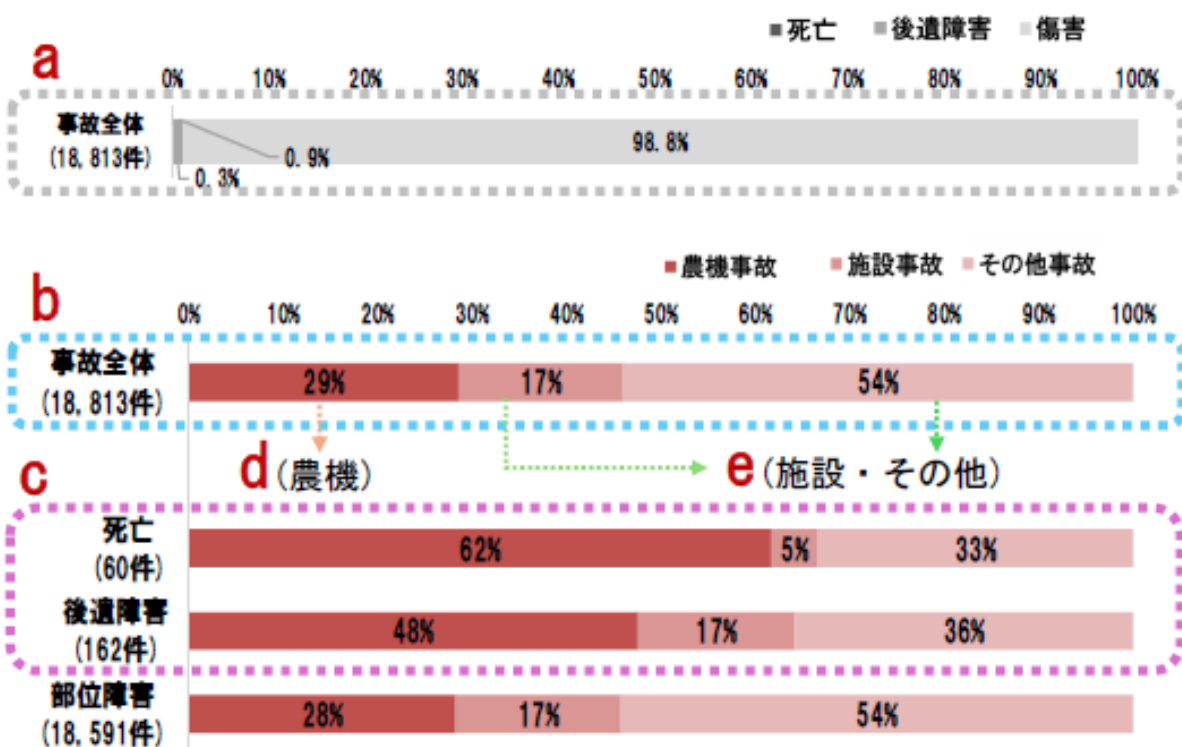 ■死亡 ■後遺障害 ■傷害
a
0% 10% 20% 30% 40% 50% 60% 70% 80% 90% 100%
事故全体
(18,813件)
98.8%
0.9%
0.3%
■農機事故 ■施設事故 ■その他事故
b
0% 10% 20% 30% 40% 50% 60% 70% 80% 90% 100%
事故全体
(18,813件)
29% 17% 54%
d(農機) e(施設・その他)
c
死亡
(60件)
62% 5% 33%
後遺障害
(162件)
48% 17% 36%
部位障害
(18,591件)
28% 17% 54%